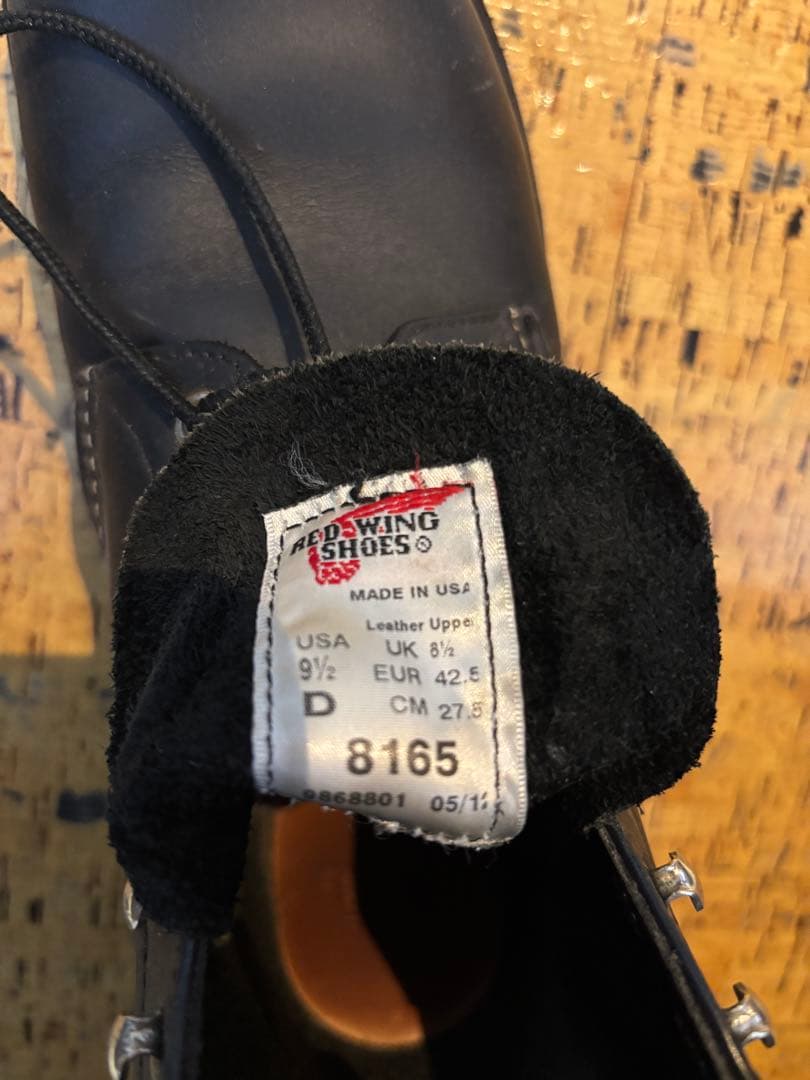 RED WING
SHOES®
MADE IN USA
Leather Upper
USA UK 8½
9½ EUR 42.5
D CM 27.5
8165
9868801